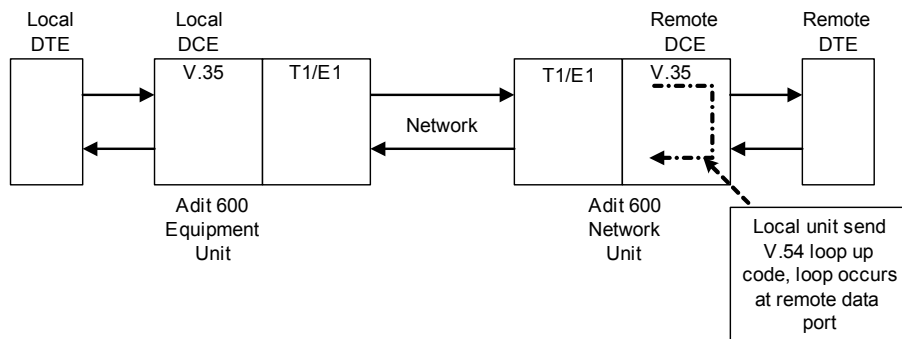 Local
DTE
Local
DCE
Remote
DCE
Remote
DTE
V.35
T1/E1
T1/E1
V.35
Network
Adit 600
Equipment
Unit
Adit 600
Network
Unit
Local unit send
V.54 loop up
code, loop occurs
at remote data
port